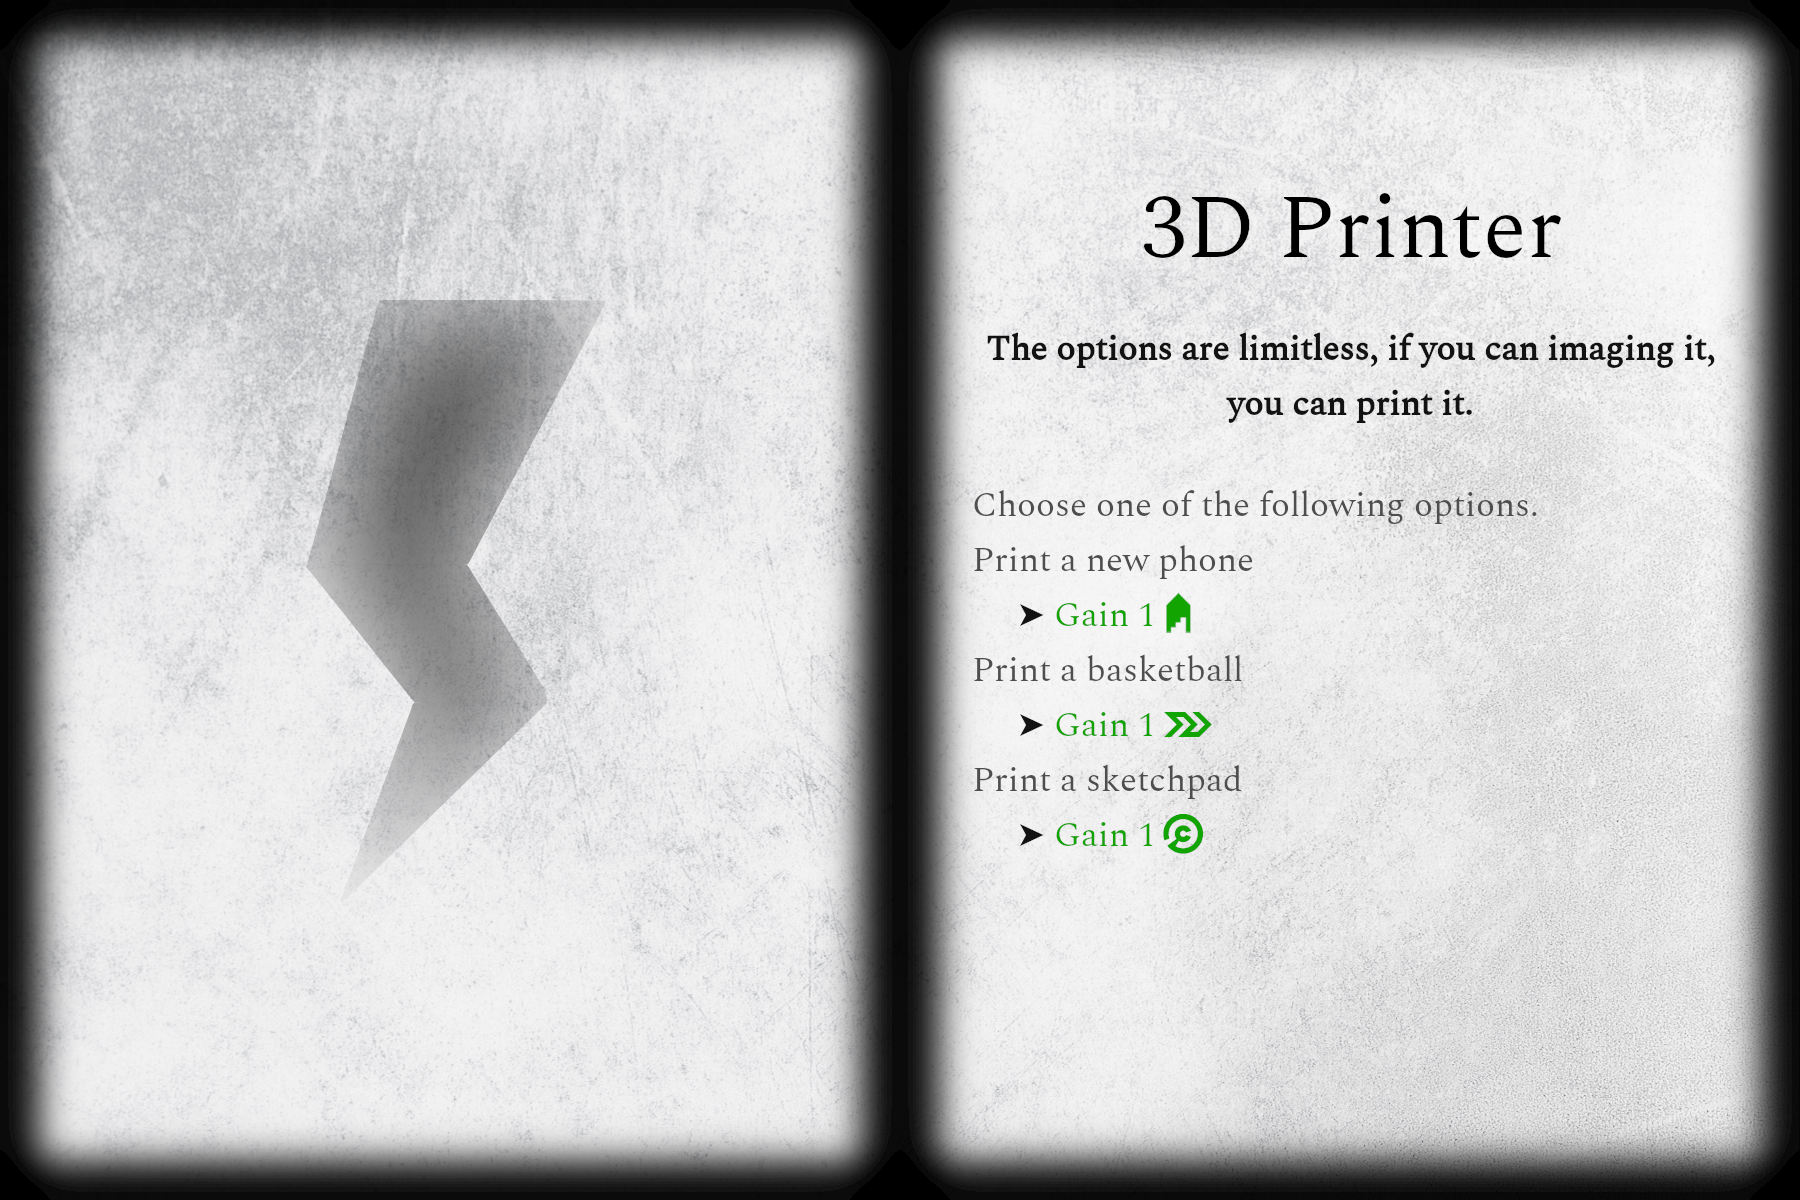 3D Printer
The options are limitless, if you can imaging it,
you can print it.
Choose one of the following options.
Print a new phone
➤ Gain 1
Print a basketball
➤ Gain 1
Print a sketchpad
➤ Gain 1